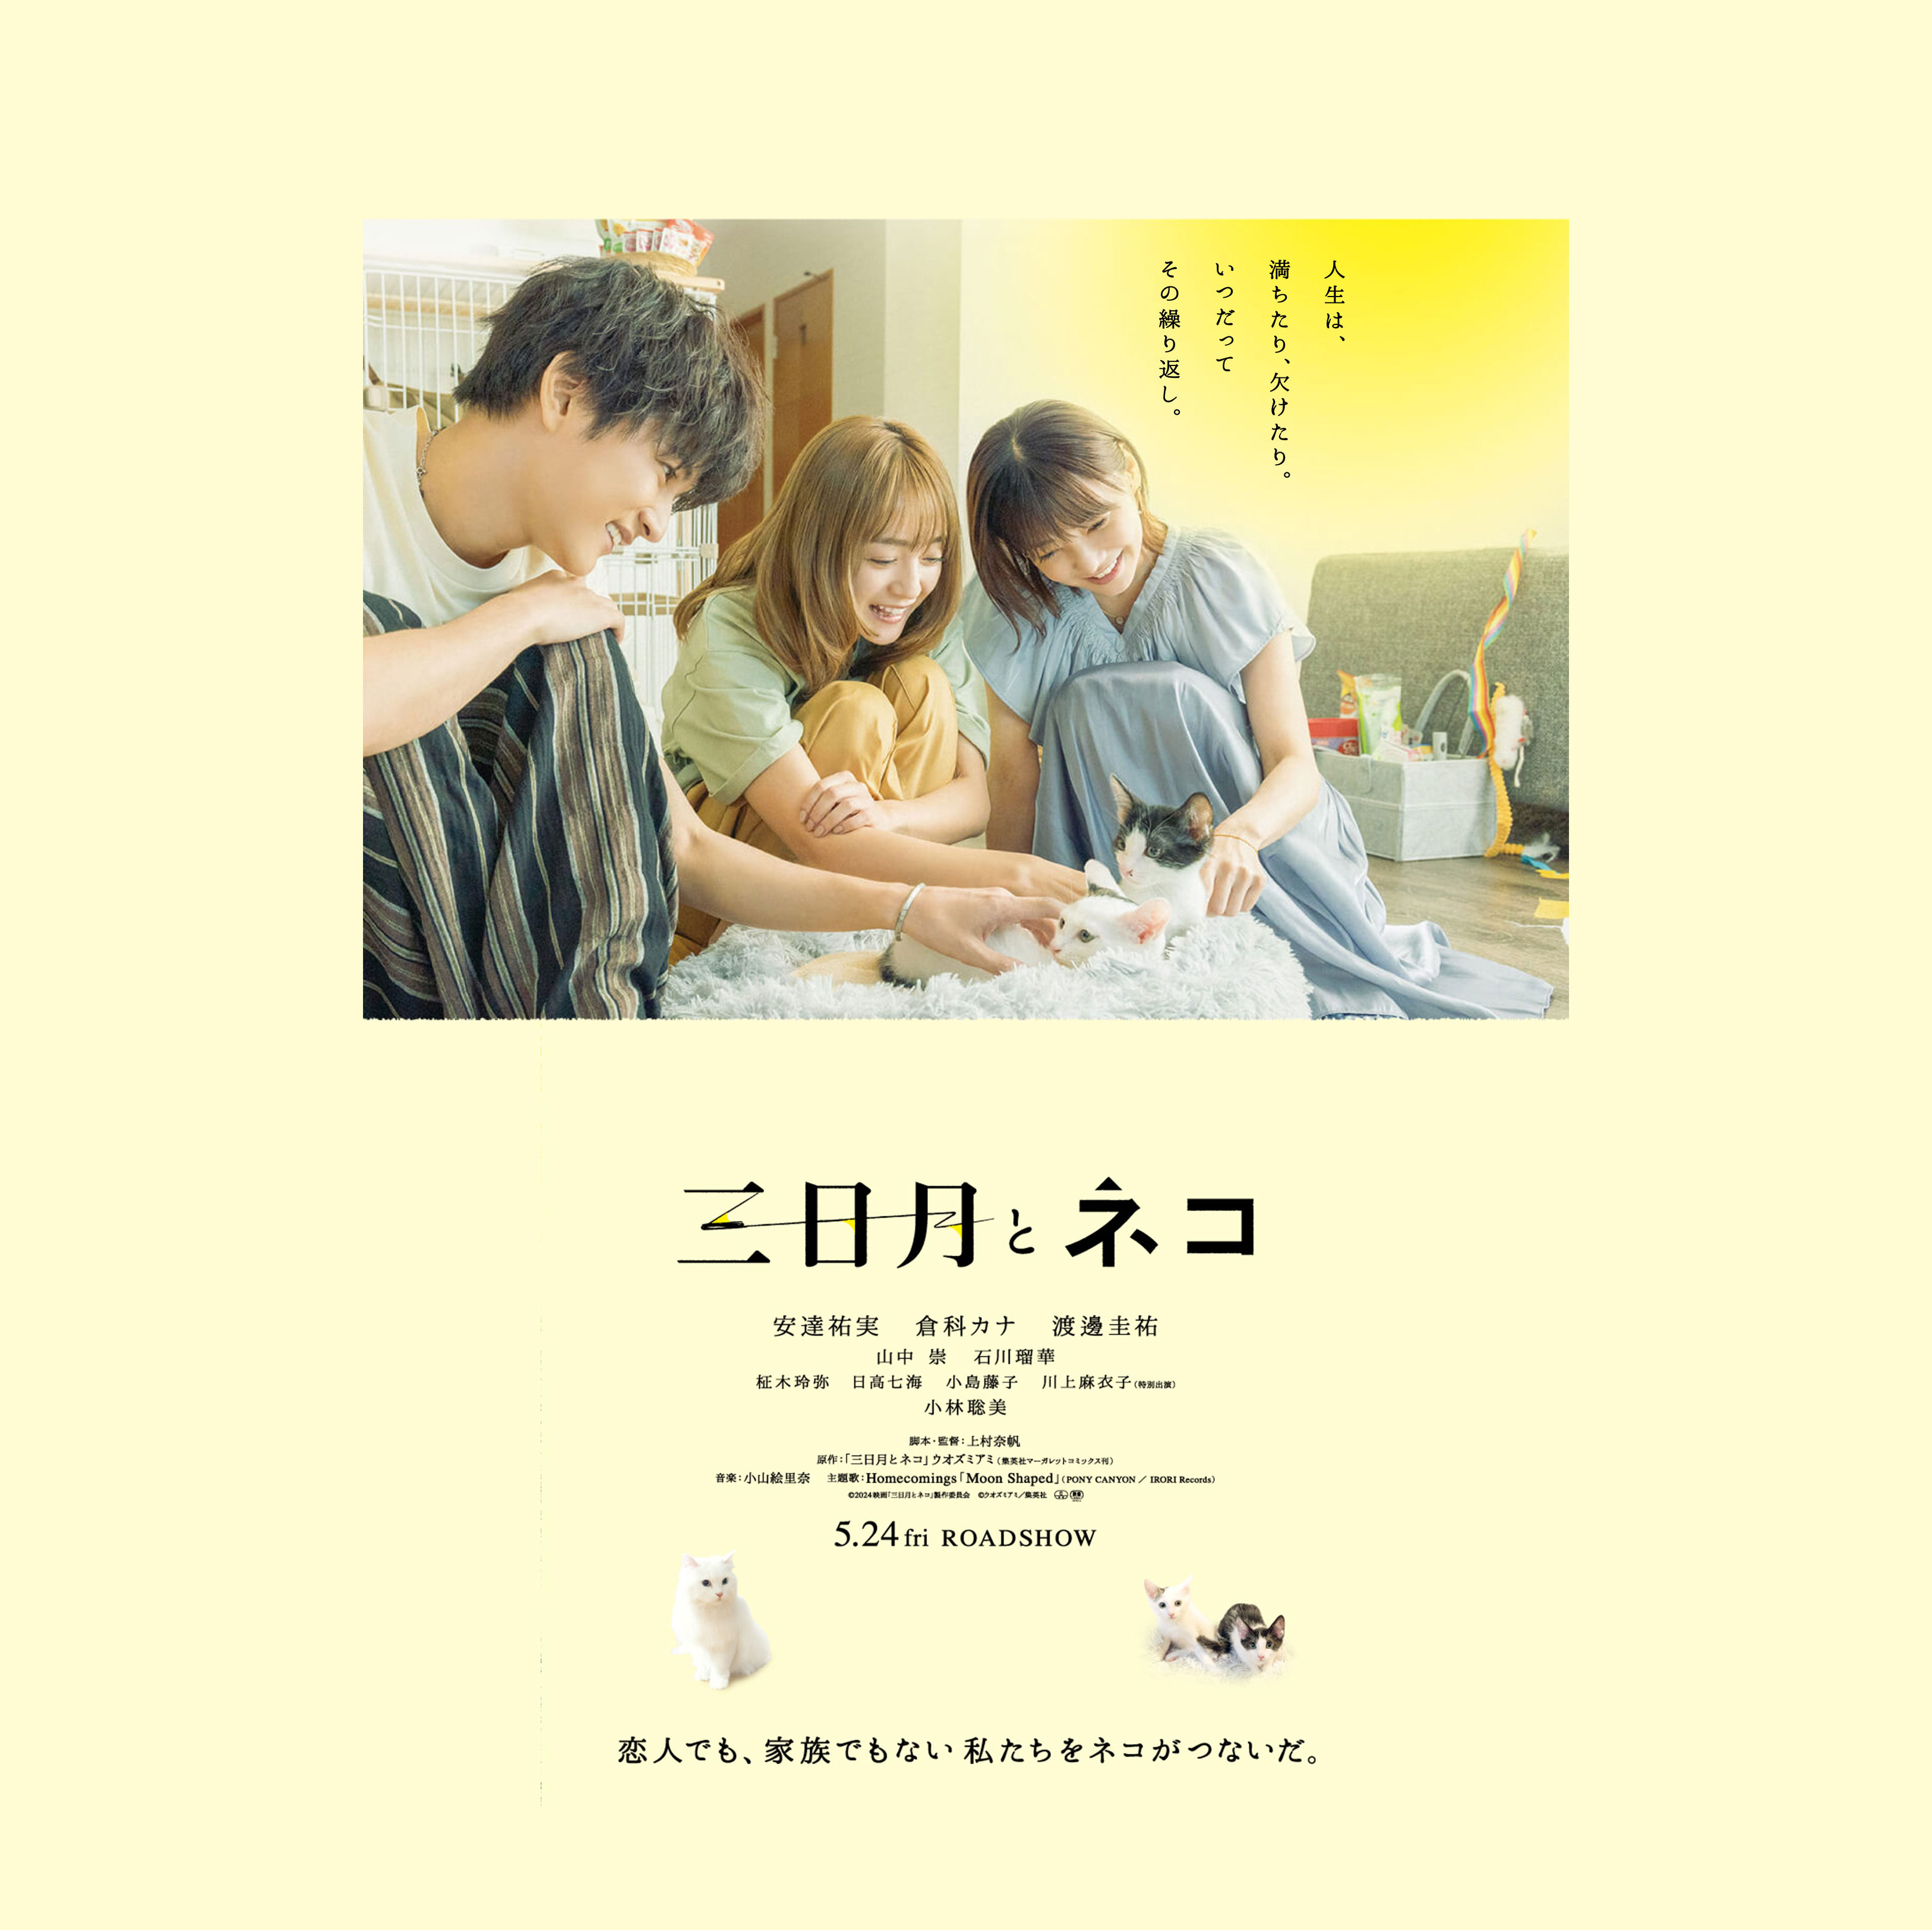 人生は、
満ちたり、欠けたり。
いつだって
その繰り返し。
三日月とネコ
安達祐実 倉科カナ 渡邊圭祐
山中 崇 石川瑠華
柾木玲弥 日高七海 小島藤子 川上麻衣子(特別出演)
小林聡美
脚本・監督:上村奈帆
原作:「三日月とネコ」ウオズミアミ(集英社マーガレットコミックス刊)
音楽:小山絵里奈 主題歌:Homecomings「Moon Shaped」(PONY CANYON / IRORI Records)
©2024映画「三日月とネコ」製作委員会 ©ウオズミアミ/集英社
5.24 fri ROADSHOW
恋人でも、家族でもない 私たちをネコがつないだ。